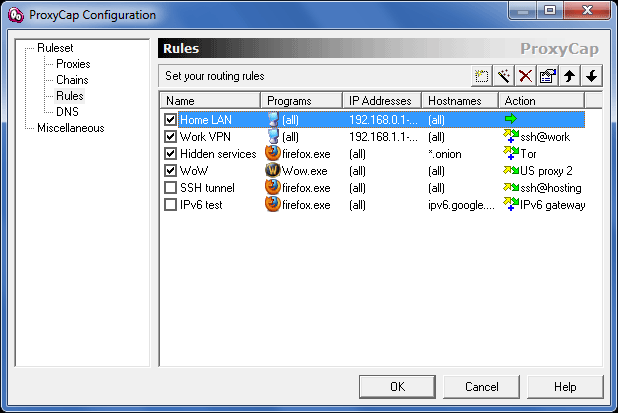 ProxyCap Configuration
Ruleset
Proxies
Chains
Rules
DNS
Miscellaneous
Rules ProxyCap
Set your routing rules
Name Programs IP Addresses Hostnames Action
Home LAN (all) 192.168.0.1-... (all)
Work VPN (all) 192.168.1.1-... (all) ssh@work
Hidden services firefox.exe (all) *.onion Tor
WoW Wow.exe (all) (all) US proxy 2
SSH tunnel firefox.exe (all) (all) ssh@hosting
IPv6 test firefox.exe (all) ipv6.google.... IPv6 gateway
OK Cancel Help